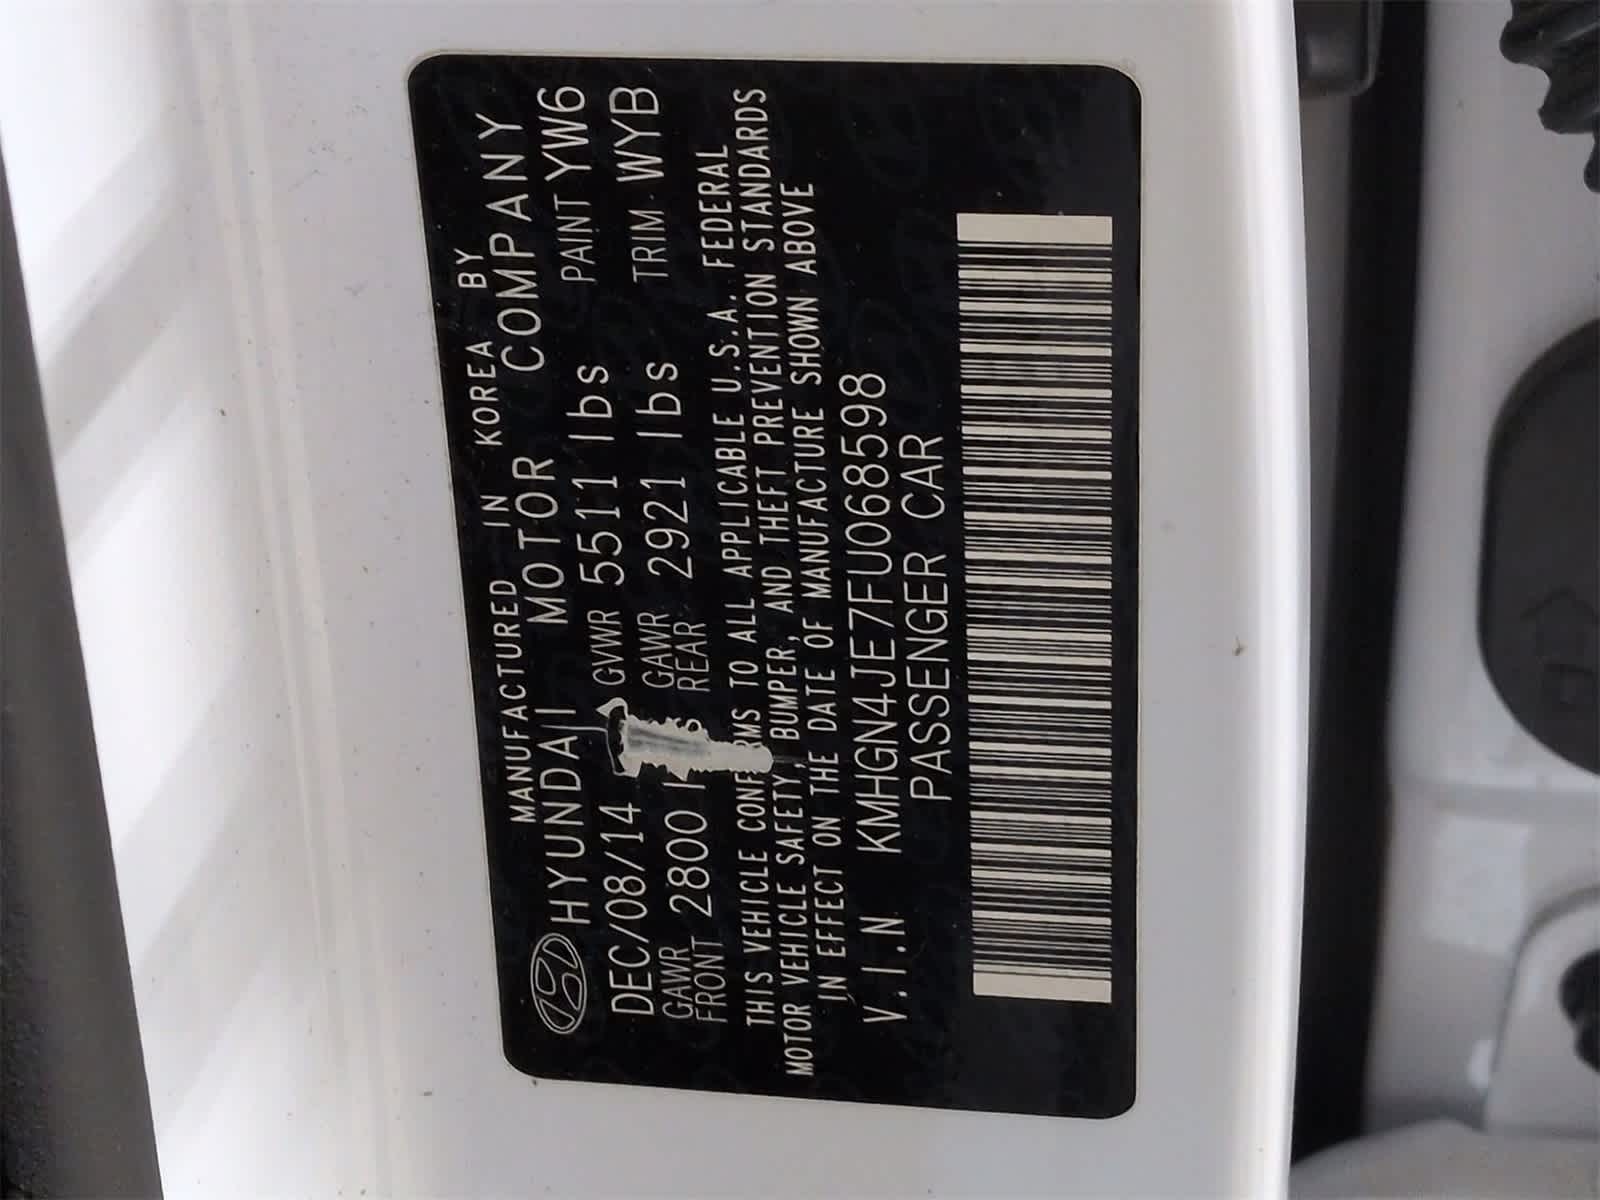 MANUFACTURED IN KOREA BY
HYUNDAI MOTOR COMPANY
DEC/08/14 GVWR 5511 lbs PAINT YW6
GAWR FRONT 2800 GAWR REAR 2921 lbs TRIM WYB
THIS VEHICLE CONFORMS TO ALL APPLICABLE U.S.A. FEDERAL
MOTOR VEHICLE SAFETY, BUMPER, AND THEFT PREVENTION STANDARDS
IN EFFECT ON THE DATE OF MANUFACTURE SHOWN ABOVE
V.I.N KMHGN4JE7FU068598
PASSENGER CAR